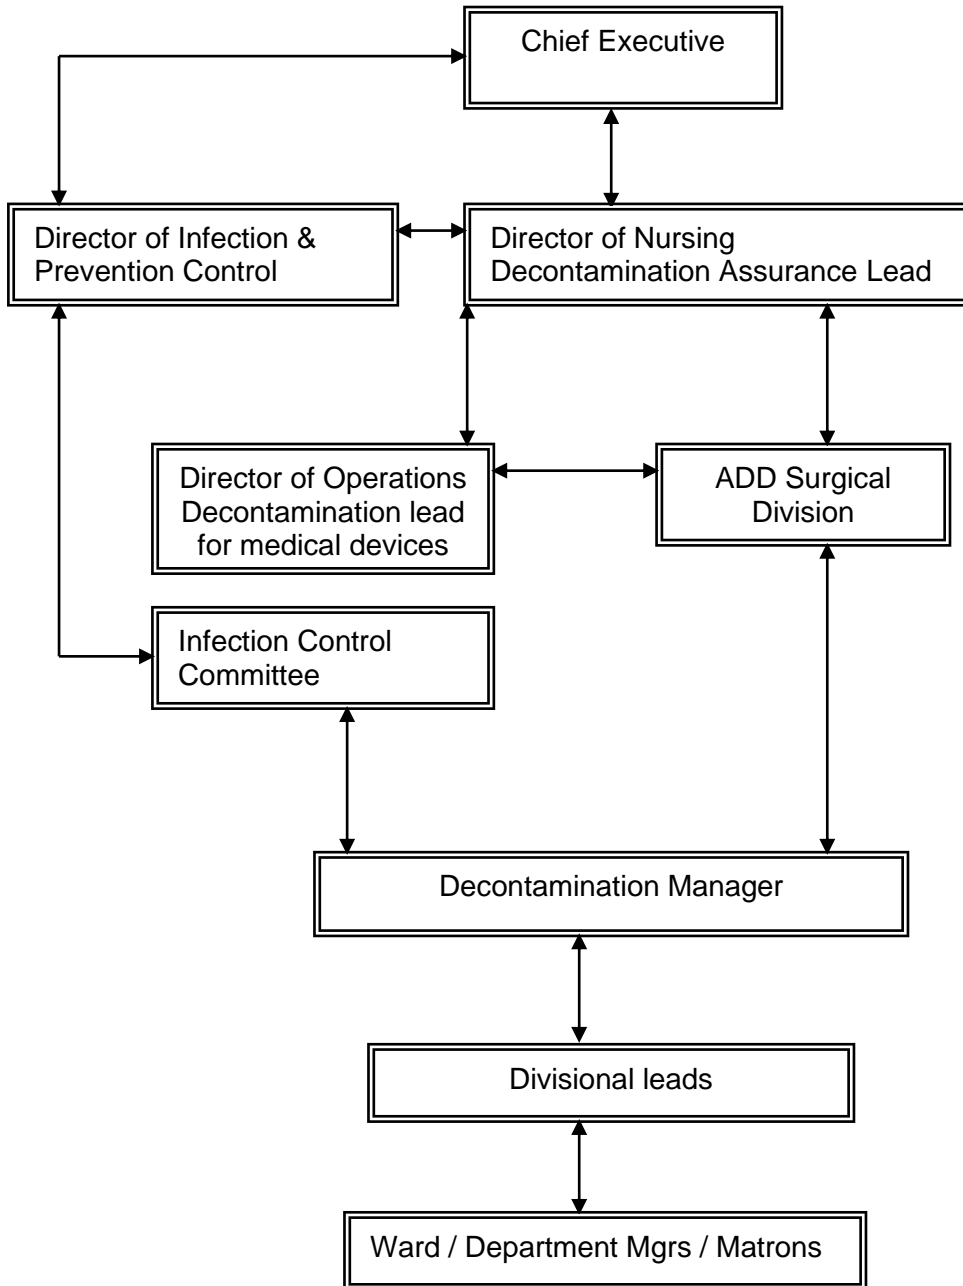 Chief Executive
Director of Infection &
Prevention Control
Director of Nursing
Decontamination Assurance Lead
Director of Operations
Decontamination lead
for medical devices
ADD Surgical
Division
Infection Control
Committee
Decontamination Manager
Divisional leads
Ward / Department Mgrs / Matrons